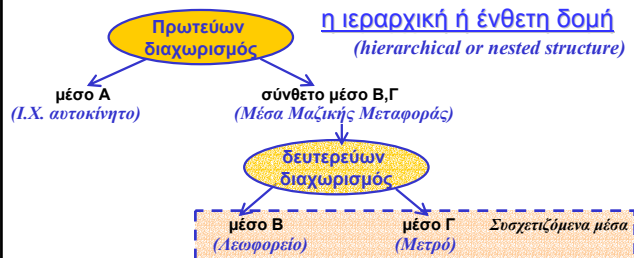 Πρωτεύων
διαχωρισμός
η ιεραρχική ή ένθετη δομή
(hierarchical or nested structure)
μέσο Α
(Ι.Χ. αυτοκίνητο)
σύνθετο μέσο Β,Γ
(Μέσα Μαζικής Μεταφοράς)
δευτερεύων
διαχωρισμός
μέσο Β
(Λεωφορείο)
μέσο Γ
(Μετρό)
Συσχετιζόμενα μέσα